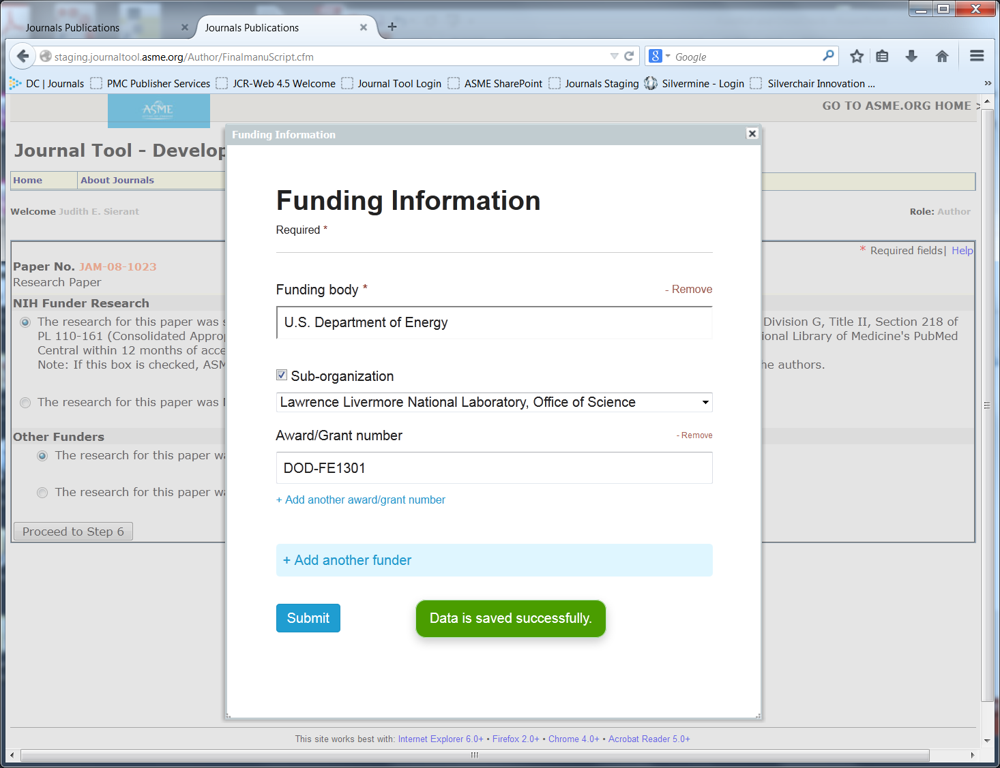 Journals Publications
Journals Publications
staging.journaltool.asme.org/Author/FinalmanuScript.cfm
Google
DC | Journals
PMC Publisher Services
JCR-Web 4.5 Welcome
Journal Tool Login
ASME SharePoint
Journals Staging
Silvermine - Login
Silverchair Innovation ...
ASME
GO TO ASME.ORG HOME >
Journal Tool - Develop
Home
About Journals
Welcome Judith E. Sierant
Role: Author
* Required fields| Help
Paper No. JAM-08-1023
Research Paper
NIH Funder Research
The research for this paper was
Division G, Title II, Section 218 of
PL 110-161 (Consolidated Approp
ional Library of Medicine's PubMed
Central within 12 months of acce
Note: If this box is checked, ASM
he authors.
The research for this paper was
Other Funders
The research for this paper wa
The research for this paper wa
Proceed to Step 6
Funding Information
Funding Information
Required *
Funding body *
- Remove
U.S. Department of Energy
Sub-organization
Lawrence Livermore National Laboratory, Office of Science
Award/Grant number
- Remove
DOD-FE1301
+ Add another award/grant number
+ Add another funder
Submit
Data is saved successfully.
This site works best with: Internet Explorer 6.0+ • Firefox 2.0+ • Chrome 4.0+ • Acrobat Reader 5.0+